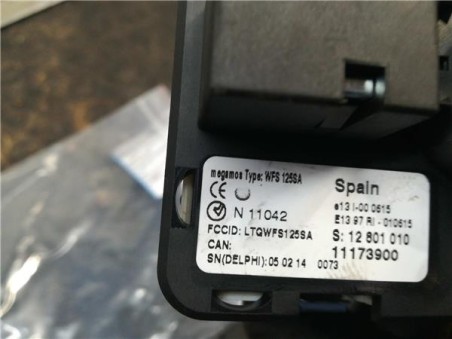 megamos Type: WFS 125SA
Spain
CE
e13 I-00 0615
N 11042
E13 97 RI - 010615
FCCID: LTQWFS125SA
S: 12 801 010
CAN:
11173900
SN(DELPHI): 05 02 14 0073